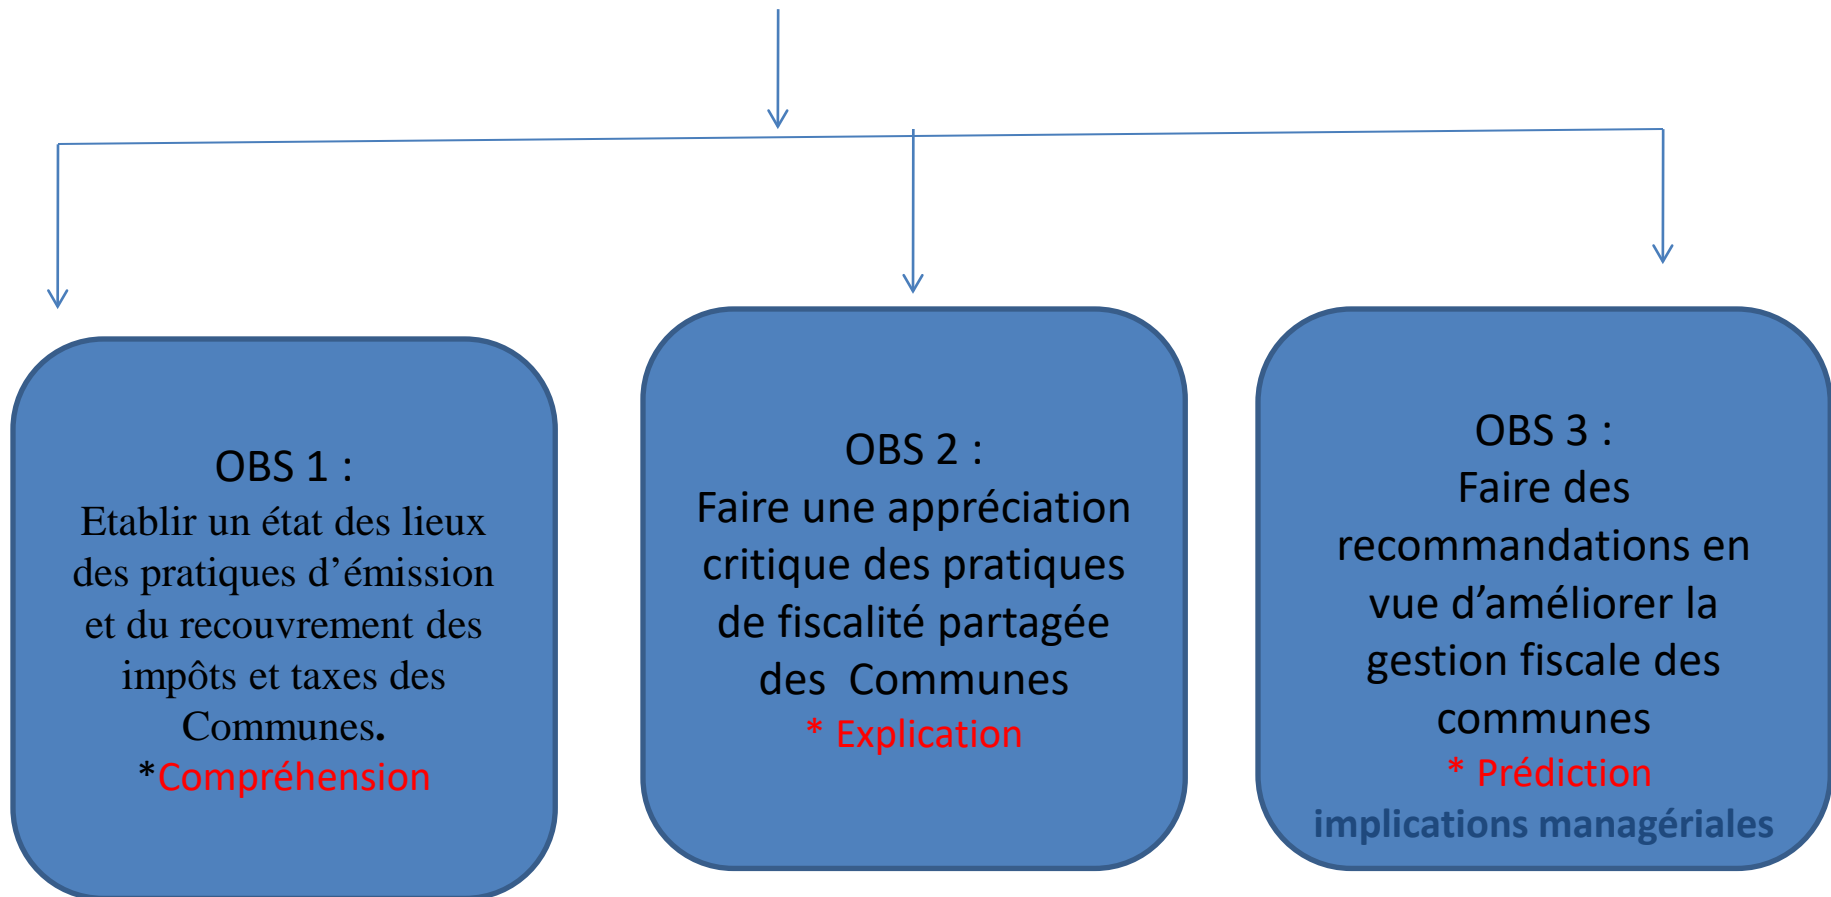 OBS 1 :
Etablir un état des lieux
des pratiques d’émission
et du recouvrement des
impôts et taxes des
Communes.
*Compréhension
OBS 2 :
Faire une appréciation
critique des pratiques
de fiscalité partagée
des  Communes
* Explication
OBS 3 :
Faire des
recommandations en
vue d’améliorer la
gestion fiscale des
communes
* Prédiction
implications managériales